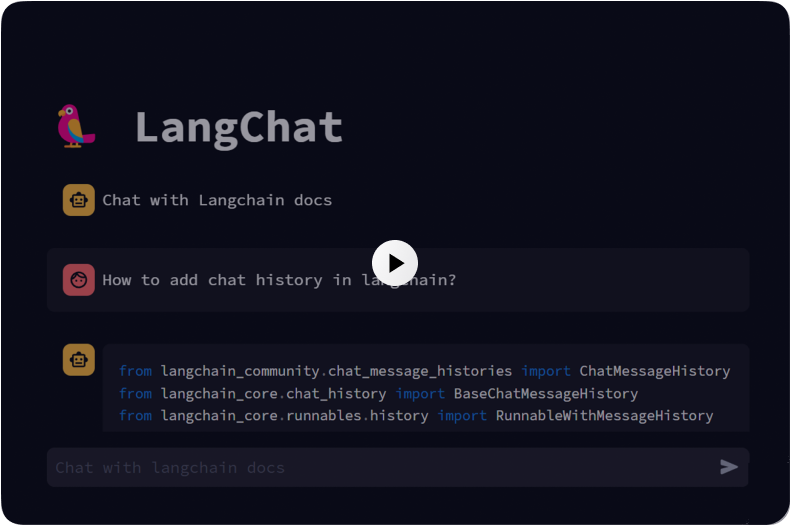 LangChat
Chat with Langchain docs
How to add chat history in langchain?
from langchain_community.chat_message_histories import ChatMessageHistory
from langchain_core.chat_history import BaseChatMessageHistory
from langchain_core.runnables.history import RunnableWithMessageHistory
Chat with langchain docs